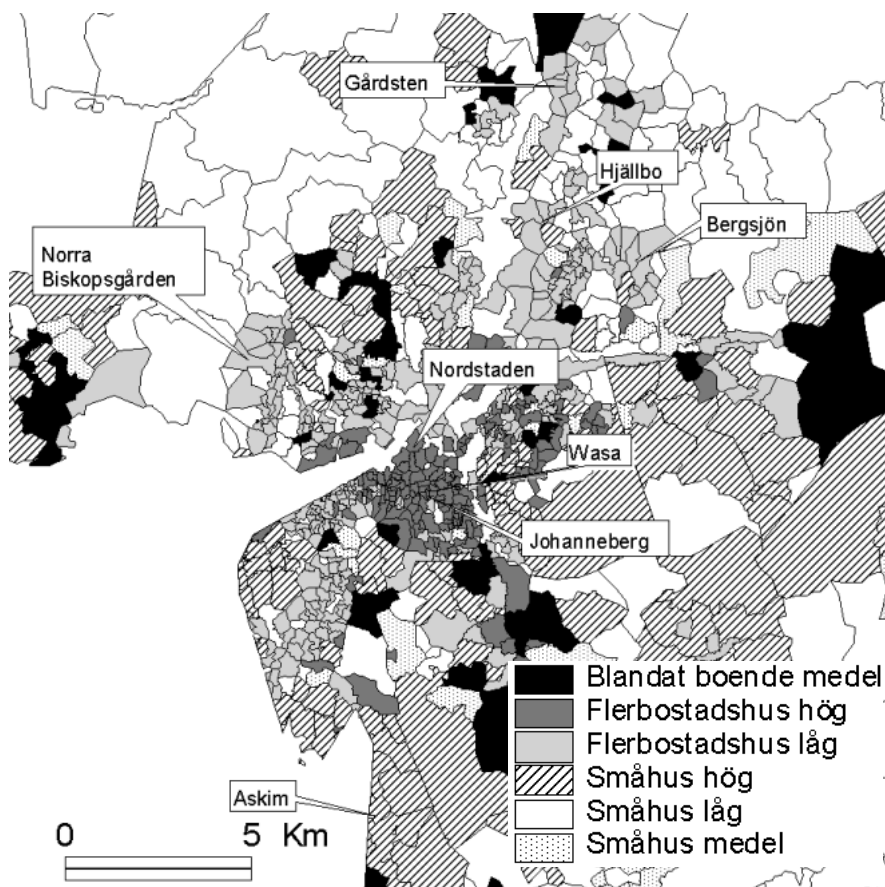 Gårdsten
Hjällbo
Bergsjön
Norra
Biskopsgården
Nordstaden
Wasa
Johanneberg
Blandat boende medel
Flerbostadshus hög
Flerbostadshus låg
Småhus hög
Småhus låg
Småhus medel
Askim
0 5 Km